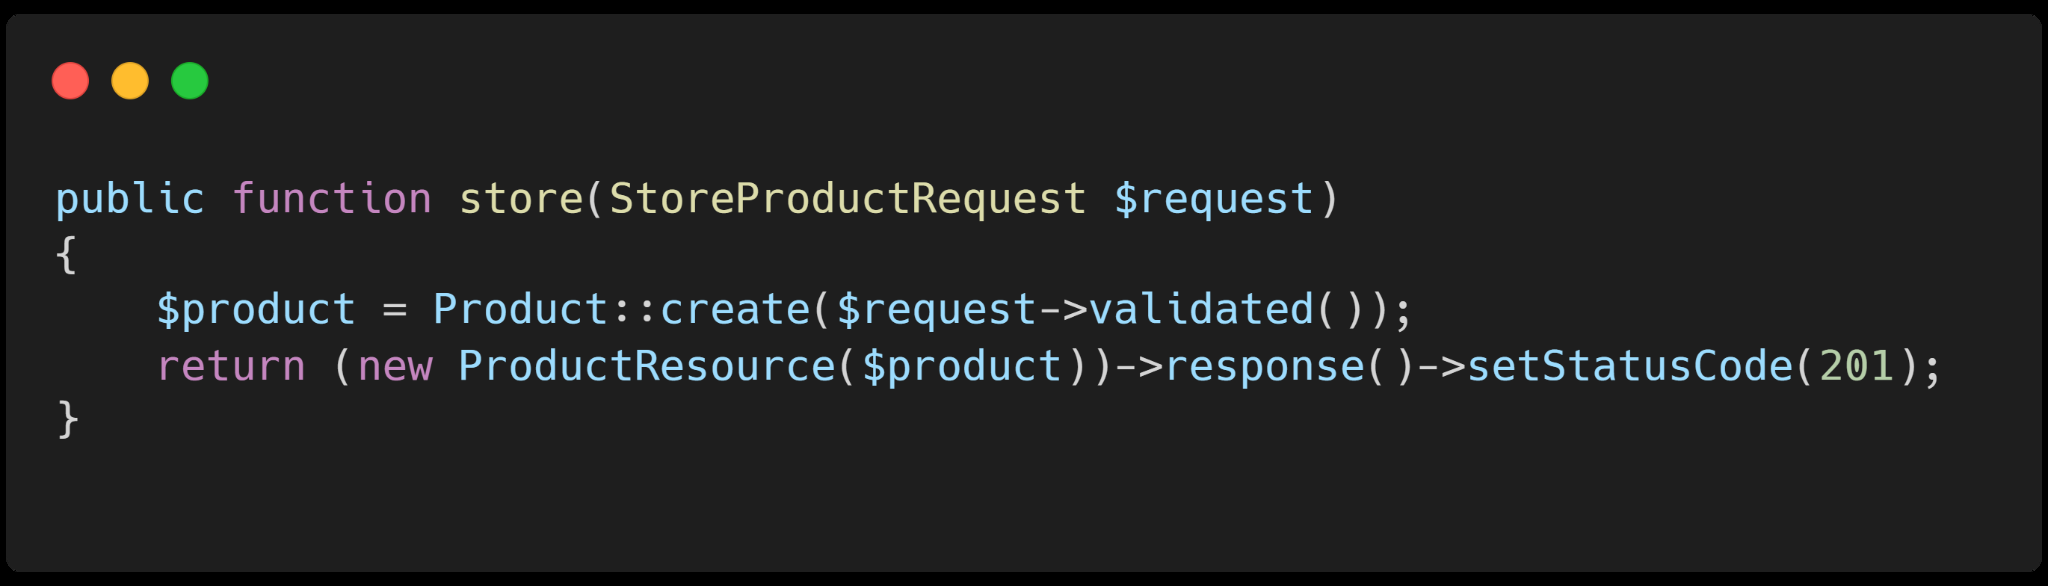 public function store(StoreProductRequest $request)
{
    $product = Product::create($request->validated());
    return (new ProductResource($product))->response()->setStatusCode(201);
}